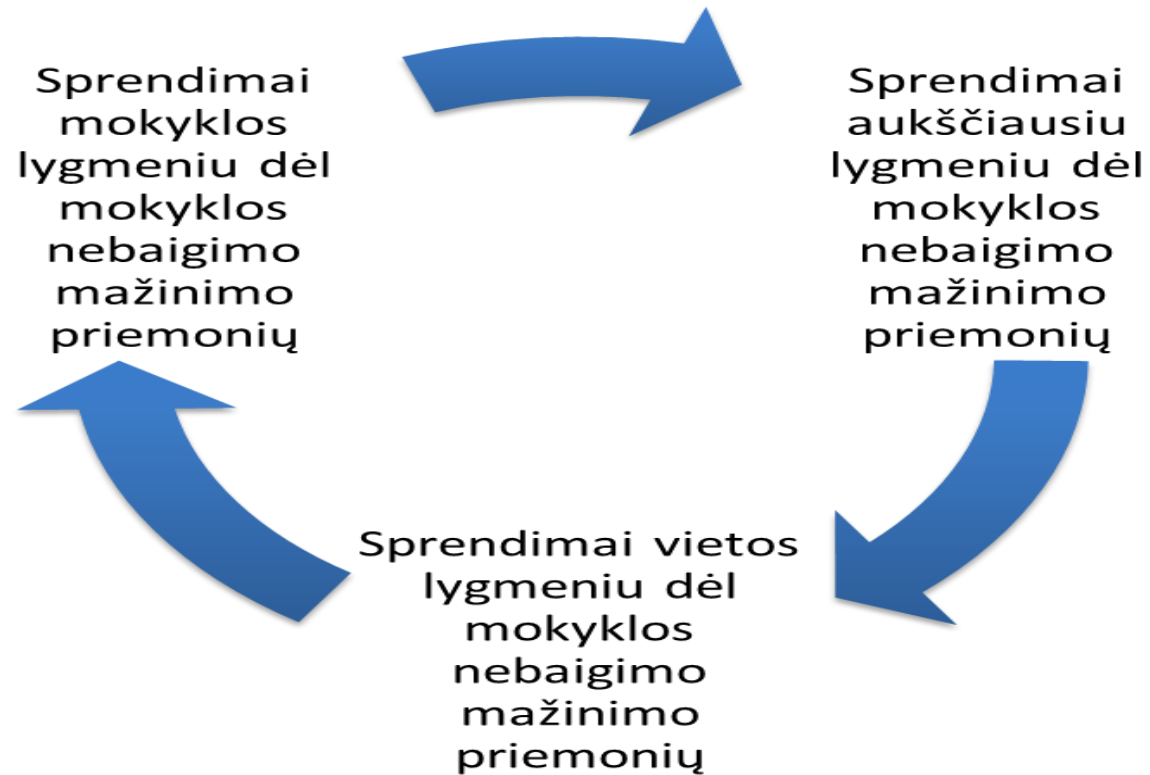 Sprendimai
mokyklos
lygmeniu dėl
mokyklos
nebaigimo
mažinimo
priemonių
Sprendimai
aukščiausiu
lygmeniu dėl
mokyklos
nebaigimo
mažinimo
priemonių
Sprendimai vietos
lygmeniu dėl
mokyklos
nebaigimo
mažinimo
priemonių